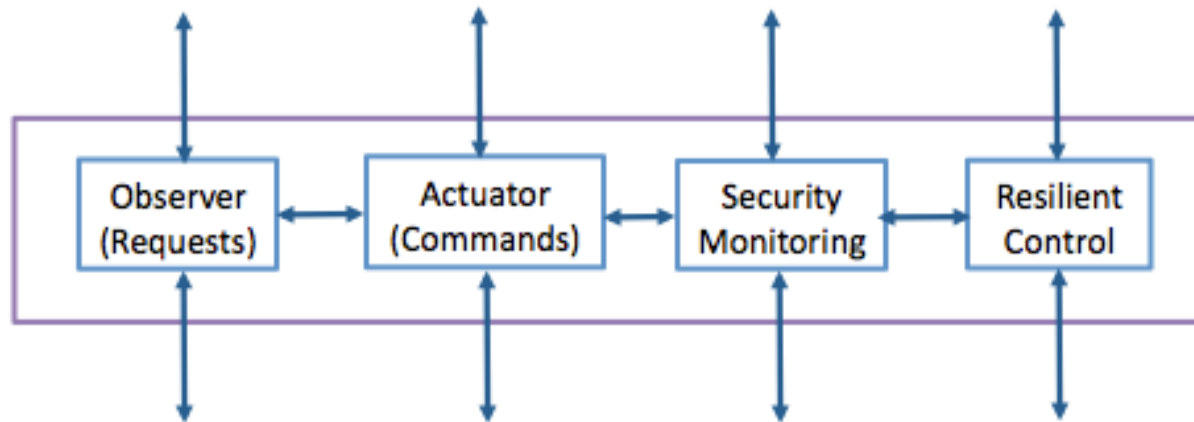 Observer
(Requests)
Actuator
(Commands)
Security
Monitoring
Resilient
Control